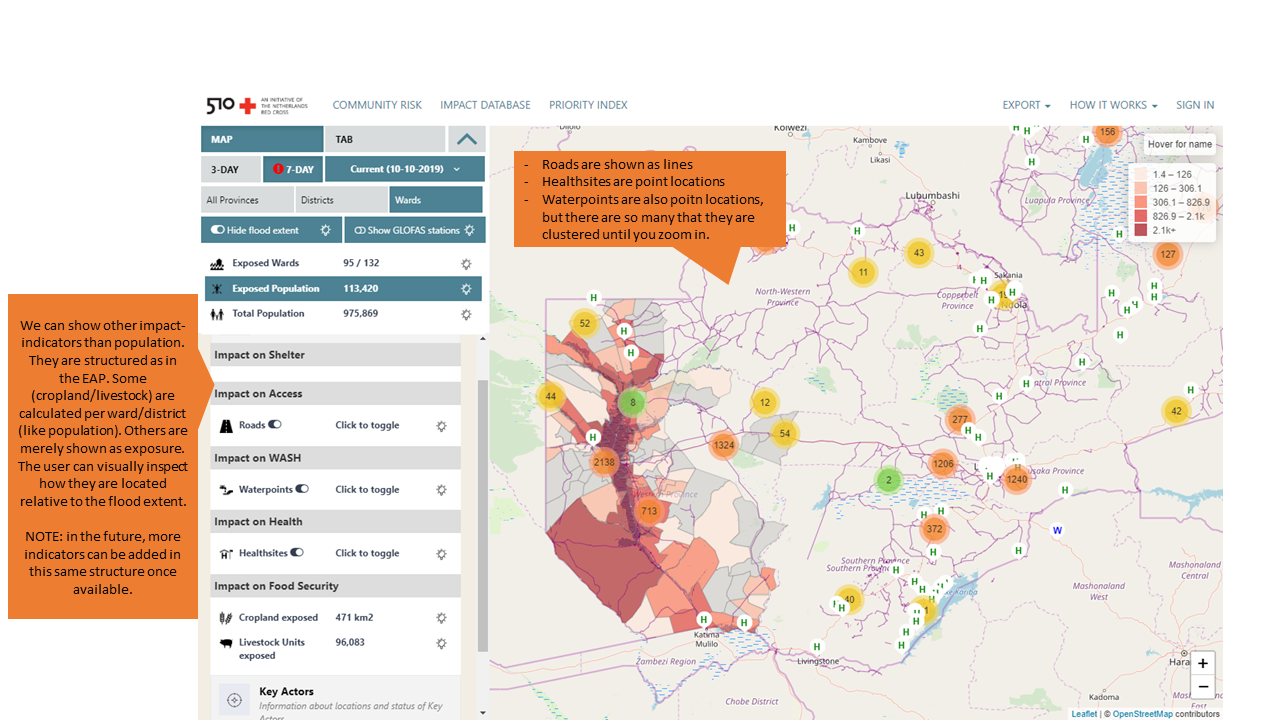 510 AN INITIATIVE OF
THE NETHERLANDS
RED CROSS
COMMUNITY RISK
IMPACT DATABASE
PRIORITY INDEX
EXPORT
HOW IT WORKS
SIGN IN
MAP
TAB
3-DAY
7-DAY
Current (10-10-2019)
All Provinces
Districts
Wards
Hide flood extent
Show GLOFAS stations
Exposed Wards 95 / 132
Exposed Population 113,420
Total Population 975,869
Impact on Shelter
Impact on Access
Roads Click to toggle
Impact on WASH
Waterpoints Click to toggle
Impact on Health
Healthsites Click to toggle
Impact on Food Security
Cropland exposed 471 km2
Livestock Units
exposed 96,083
Key Actors
Information about locations and status of Key
Actors
We can show other impact-
indicators than population.
They are structured as in
the EAP. Some
(cropland/livestock) are
calculated per ward/district
(like population). Others are
merely shown as exposure.
The user can visually inspect
how they are located
relative to the flood extent.
NOTE: in the future, more
indicators can be added in
this same structure once
available.
- Roads are shown as lines
- Healthsites are point locations
- Waterpoints are also poitn locations,
but there are so many that they are
clustered until you zoom in.
Hover for name
1.4 – 126
126 – 306.1
306.1 – 826.9
826.9 – 2.1k
2.1k+
Dilolo
Kolwezi
Kambove
Likasi
Lubumbashi
Luapula Province
156
127
43
11
Sakania
Ndola
Copperbelt
Province
North-Western
Province
52
44
8
12
54
1324
2138
713
277
1206
1240
2
372
42
40
W
Southern Province
Southern Province
Mashonaland
Central
Mashonaland
West
Katima
Mulilo
Zambezi Region
Livingstone
Chobe District
Kadoma
+
−
Leaflet | © OpenStreetMap contributors